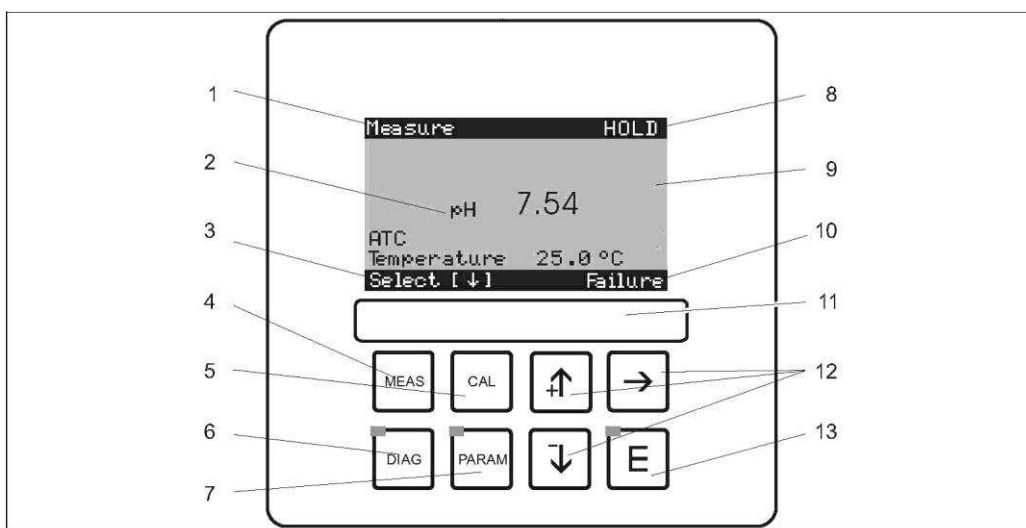 1
2
3
4
5
6
7
8
9
10
11
12
13
Measure HOLD
pH 7.54
ATC
Temperature 25.0 °C
Select [↓] Failure
MEAS CAL +↑ →
DIAG PARAM -↓ E